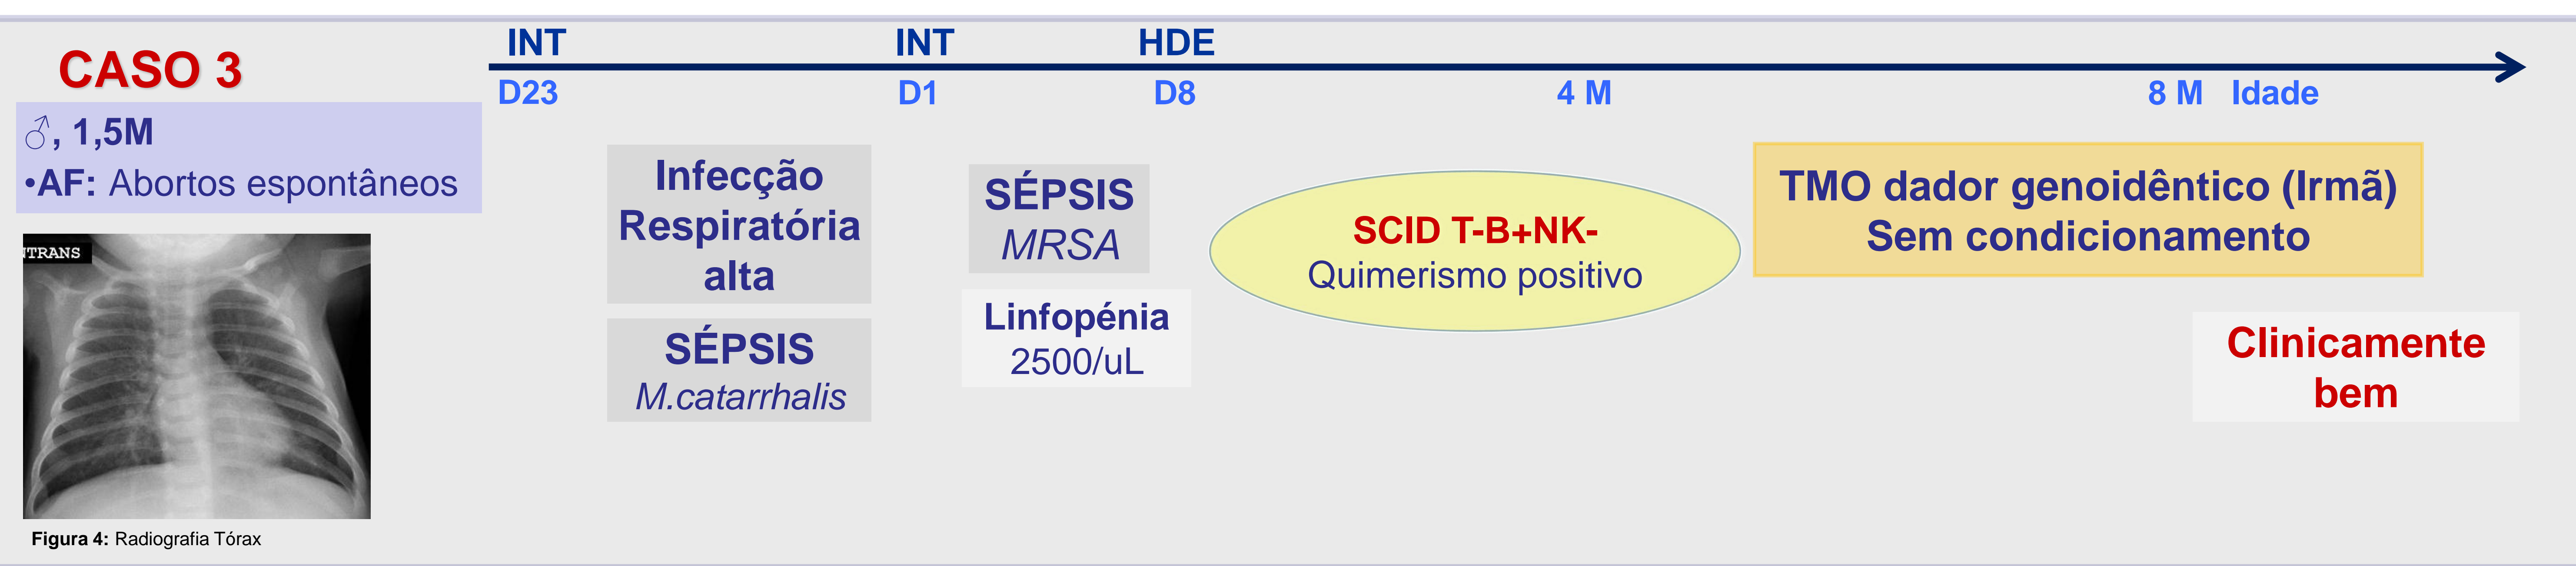 CASO 3
♂, 1,5M
•AF: Abortos espontâneos
NTRANS
Figura 4: Radiografia Tórax
INT INT HDE
D23 D1 D8 4 M 8 M Idade
Infecção
Respiratória
alta
SÉPSIS
M.catarrhalis
SÉPSIS
MRSA
Linfopénia
2500/uL
SCID T-B+NK-
Quimerismo positivo
TMO dador genoidêntico (Irmã)
Sem condicionamento
Clinicamente
bem